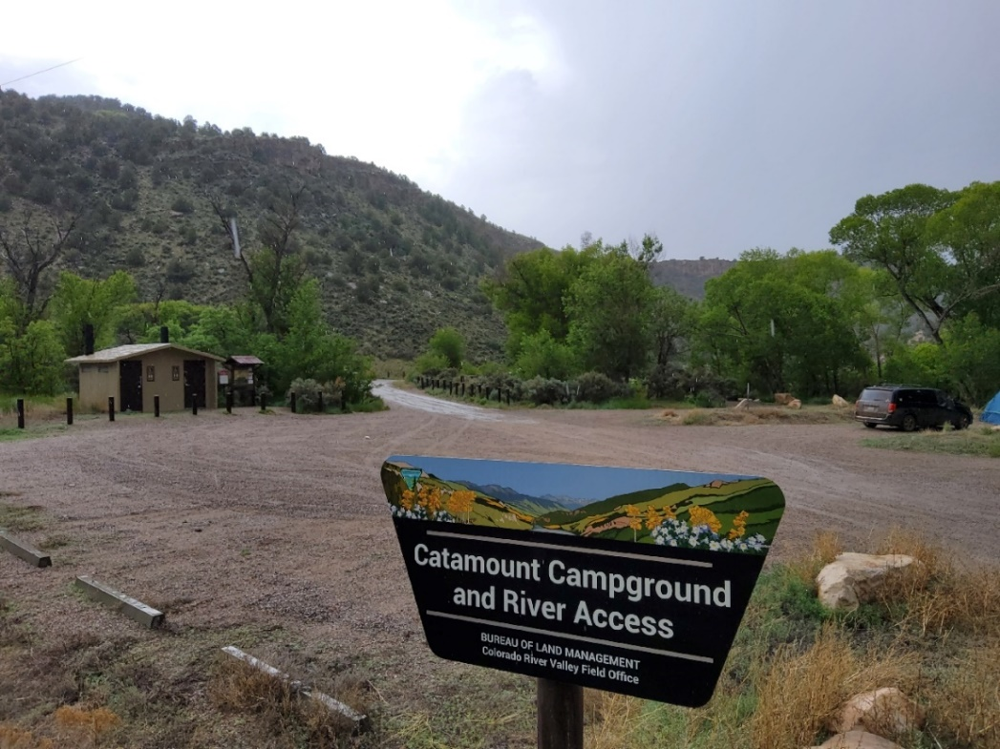 Catamount Campground
and River Access
BUREAU OF LAND MANAGEMENT
Colorado River Valley Field Office